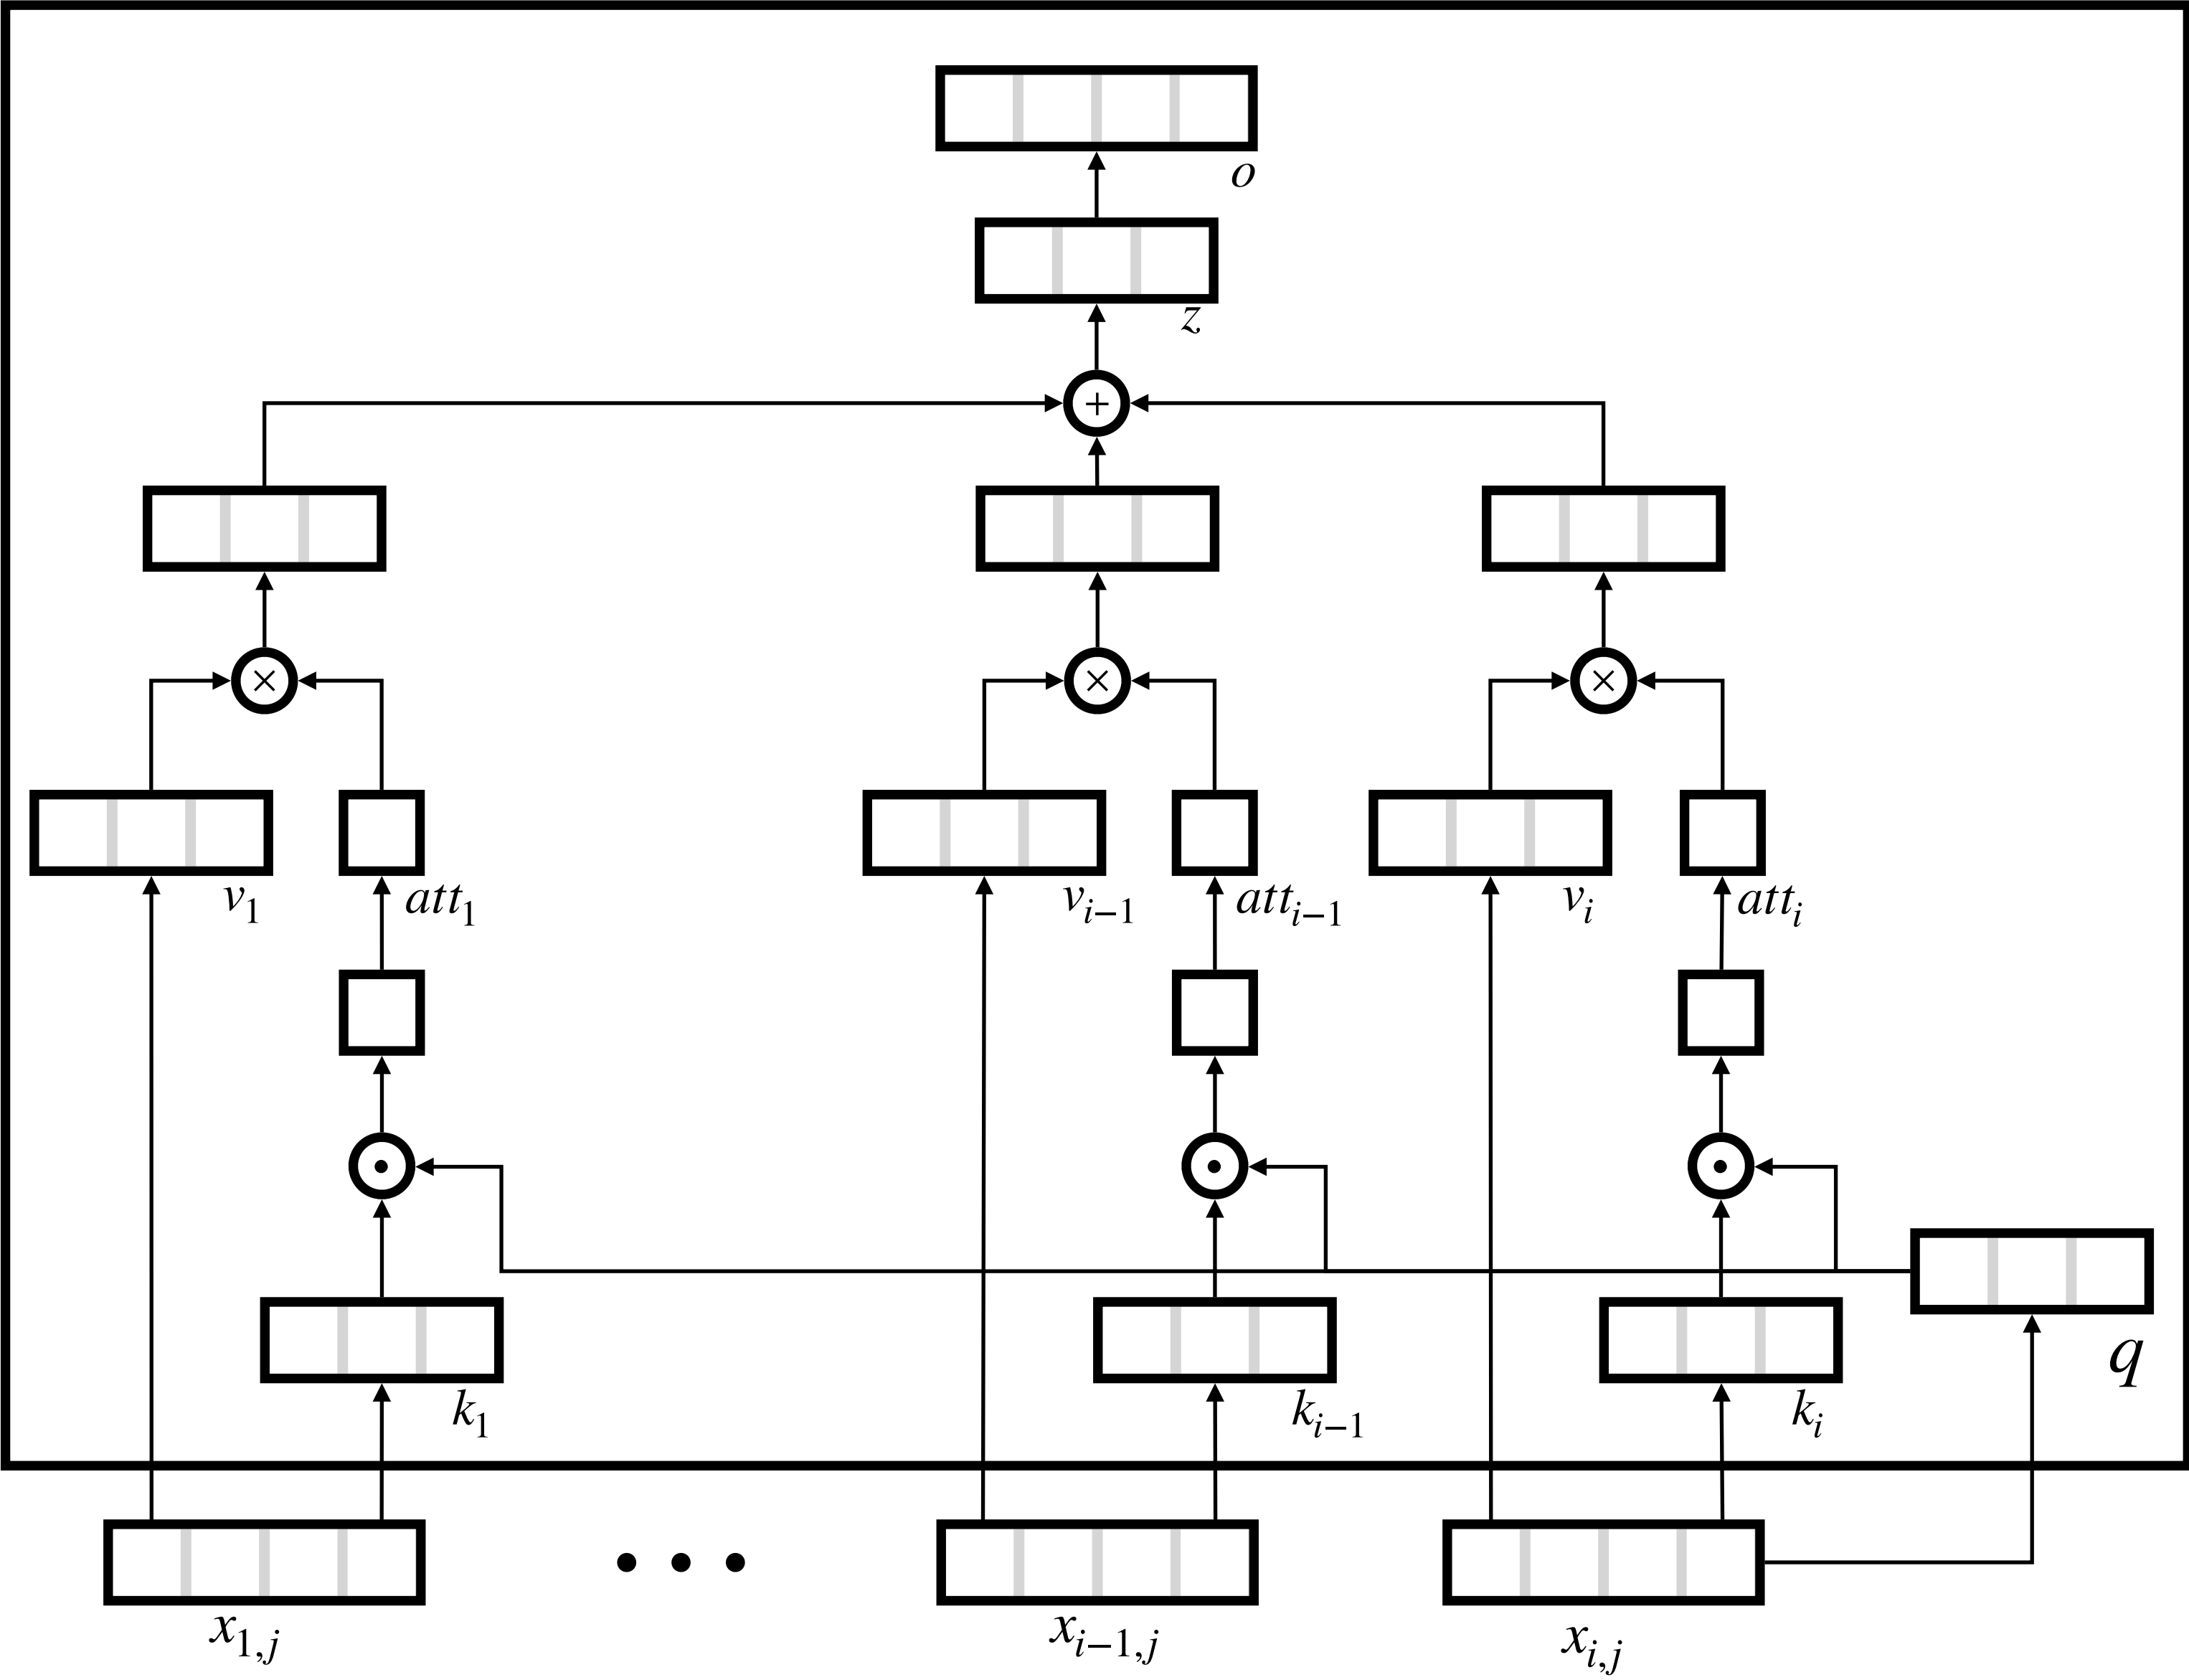 o
z
+
× × ×
v₁ att₁ vᵢ₋₁ attᵢ₋₁ vᵢ attᵢ
• • •
q
k₁ kᵢ₋₁ kᵢ
• • •
x₁,ⱼ xᵢ₋₁,ⱼ xᵢ,ⱼ